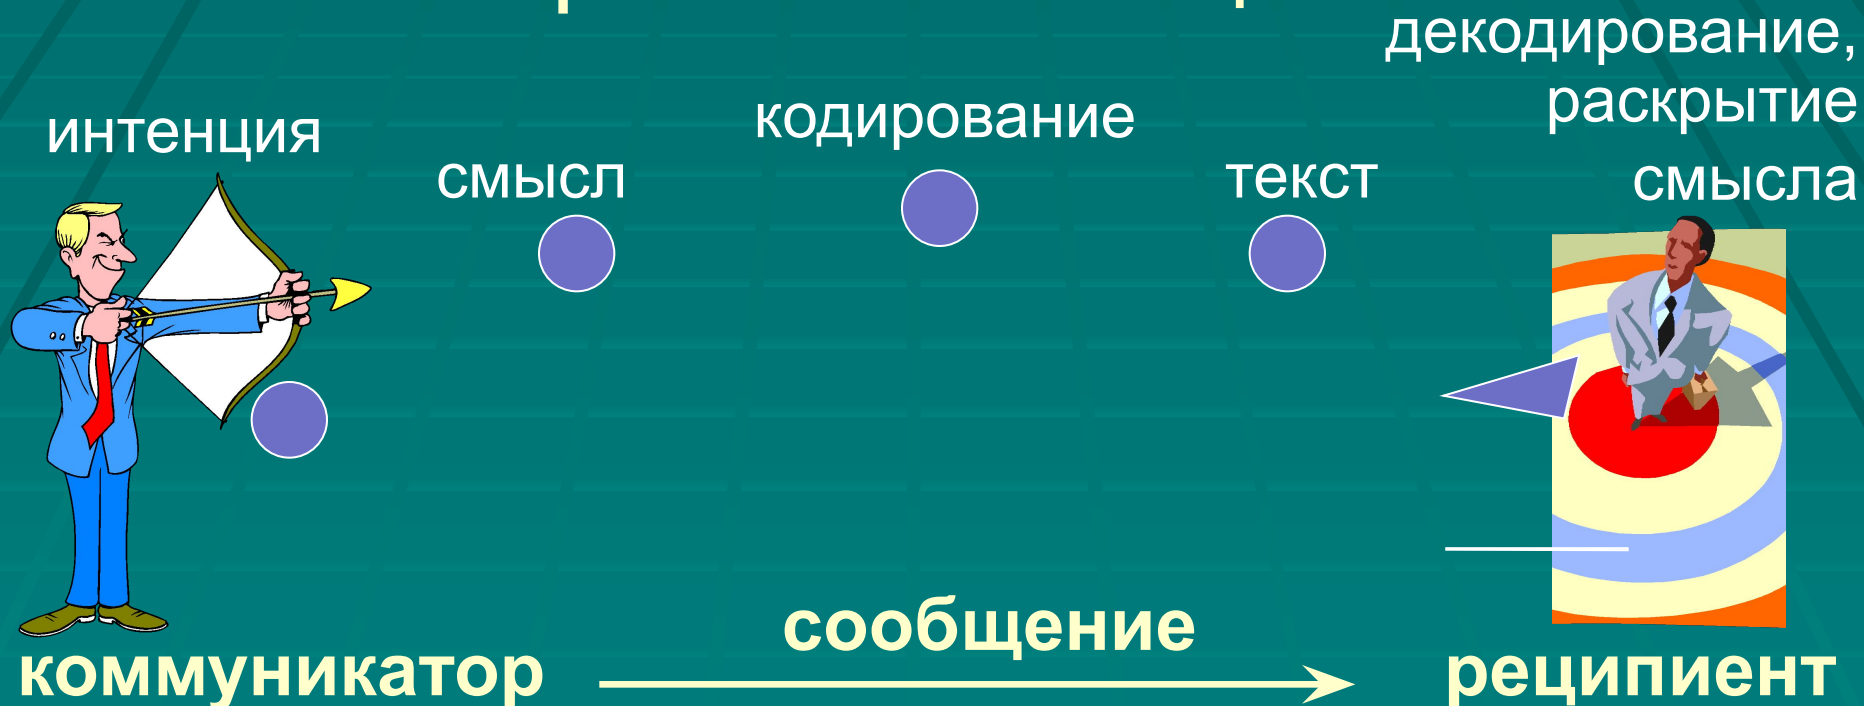 интенция
смысл
кодирование
текст
декодирование,
раскрытие
смысла
сообщение
коммуникатор
реципиент